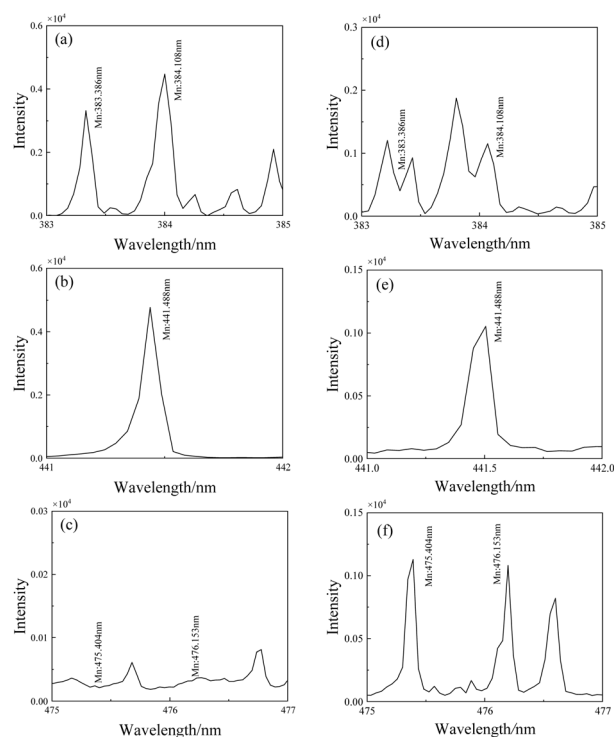 ×10⁴
(a)
Mn:383.386nm
Mn:384.108nm
0.6
0.4
0.2
0.0
Intensity
383
384
385
Wavelength/nm
×10⁴
(d)
Mn:383.386nm
Mn:384.108nm
0.3
0.2
0.1
0.0
Intensity
383
384
385
Wavelength/nm
×10⁴
(b)
Mn:441.488nm
0.6
0.4
0.2
0.0
Intensity
441
442
Wavelength/nm
×10⁴
(e)
Mn:441.488nm
0.15
0.10
0.05
0.00
Intensity
441.0
441.5
442.0
Wavelength/nm
×10⁴
(c)
Mn:475.404nm
Mn:476.153nm
0.03
0.02
0.01
0.00
Intensity
475
476
477
Wavelength/nm
×10⁴
(f)
Mn:475.404nm
Mn:476.153nm
0.15
0.10
0.05
0.00
Intensity
475
476
477
Wavelength/nm